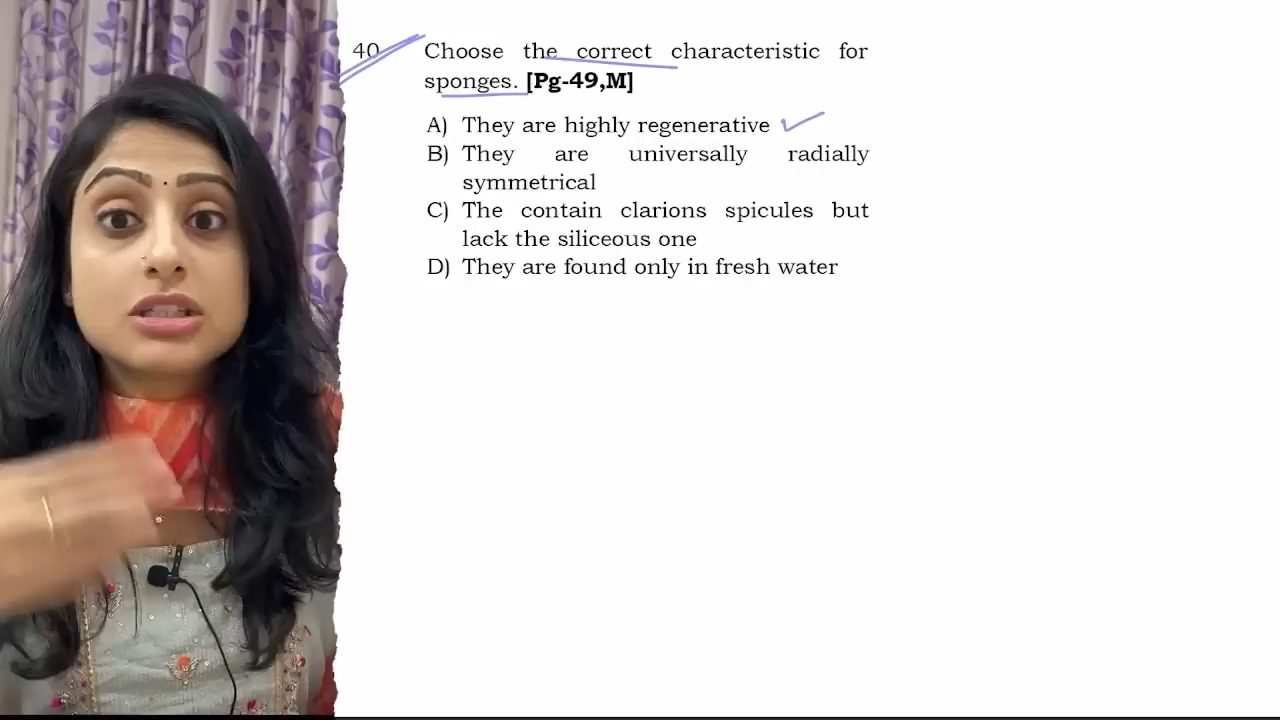 40 Choose the correct characteristic for
sponges. [Pg-49,M]
A) They are highly regenerative
B) They are universally radially
symmetrical
C) The contain clarions spicules but
lack the siliceous one
D) They are found only in fresh water